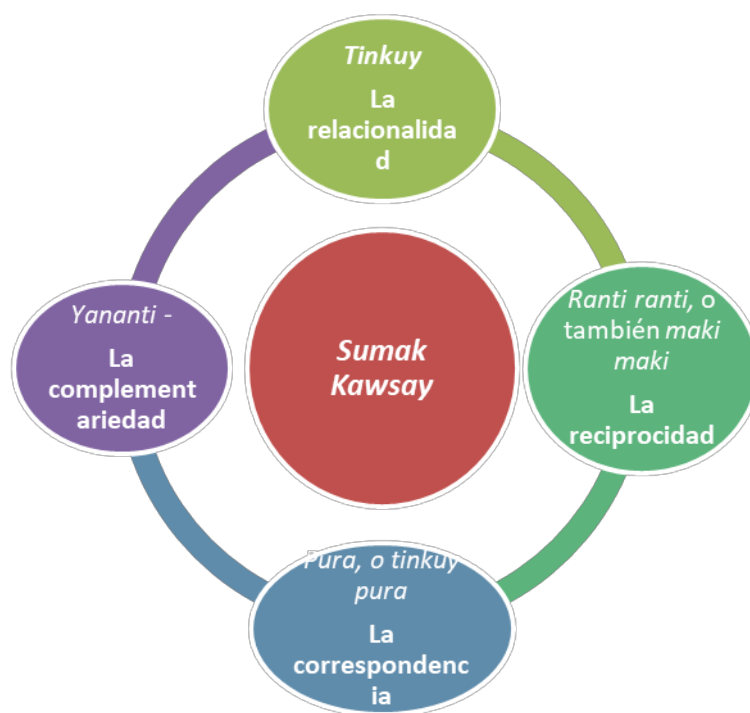 Tinkuy
La
relacionalida
d
Yananti -
La
complement
ariedad
Sumak
Kawsay
Ranti ranti, o
también maki
maki
La
reciprocidad
Pura, o tinkuy
pura
La
correspondenc
ia